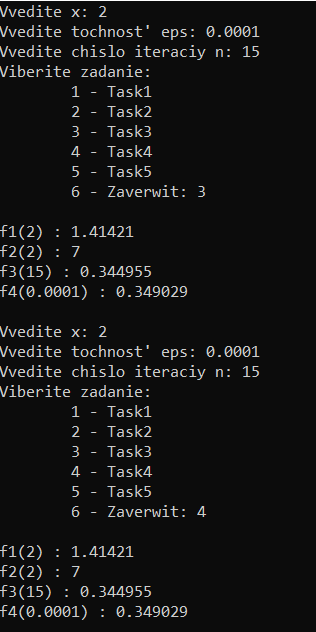 Vvedite x: 2
Vvedite tochnost' eps: 0.0001
Vvedite chislo iteraciy n: 15
Viberite zadanie:
1 - Task1
2 - Task2
3 - Task3
4 - Task4
5 - Task5
6 - Zaverwit: 3
f1(2) : 1.41421
f2(2) : 7
f3(15) : 0.344955
f4(0.0001) : 0.349029
Vvedite x: 2
Vvedite tochnost' eps: 0.0001
Vvedite chislo iteraciy n: 15
Viberite zadanie:
1 - Task1
2 - Task2
3 - Task3
4 - Task4
5 - Task5
6 - Zaverwit: 4
f1(2) : 1.41421
f2(2) : 7
f3(15) : 0.344955
f4(0.0001) : 0.349029